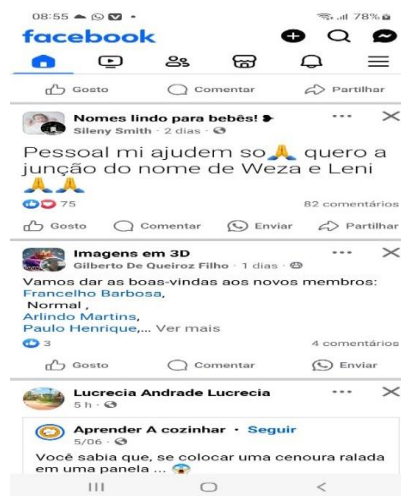 08:55
78%
facebook
Gosto Comentar Partilhar
Nomes lindo para bebês!
Sileny Smith · 2 dias ·
Pessoal mi ajudem so🙏 quero a
junção do nome de Weza e Leni
🙏🙏
75 82 comentários
Gosto Comentar Enviar Partilhar
Imagens em 3D
Gilberto De Queiroz Filho · 1 dias ·
Vamos dar as boas-vindas aos novos membros:
Francelho Barbosa,
Normal ,
Arlindo Martins,
Paulo Henrique,... Ver mais
3 4 comentários
Gosto Comentar Enviar
Lucrecia Andrade Lucrecia
5 h ·
Aprender A cozinhar · Seguir
5/06 ·
Você sabia que, se colocar uma cenoura ralada
em uma panela ... 😱